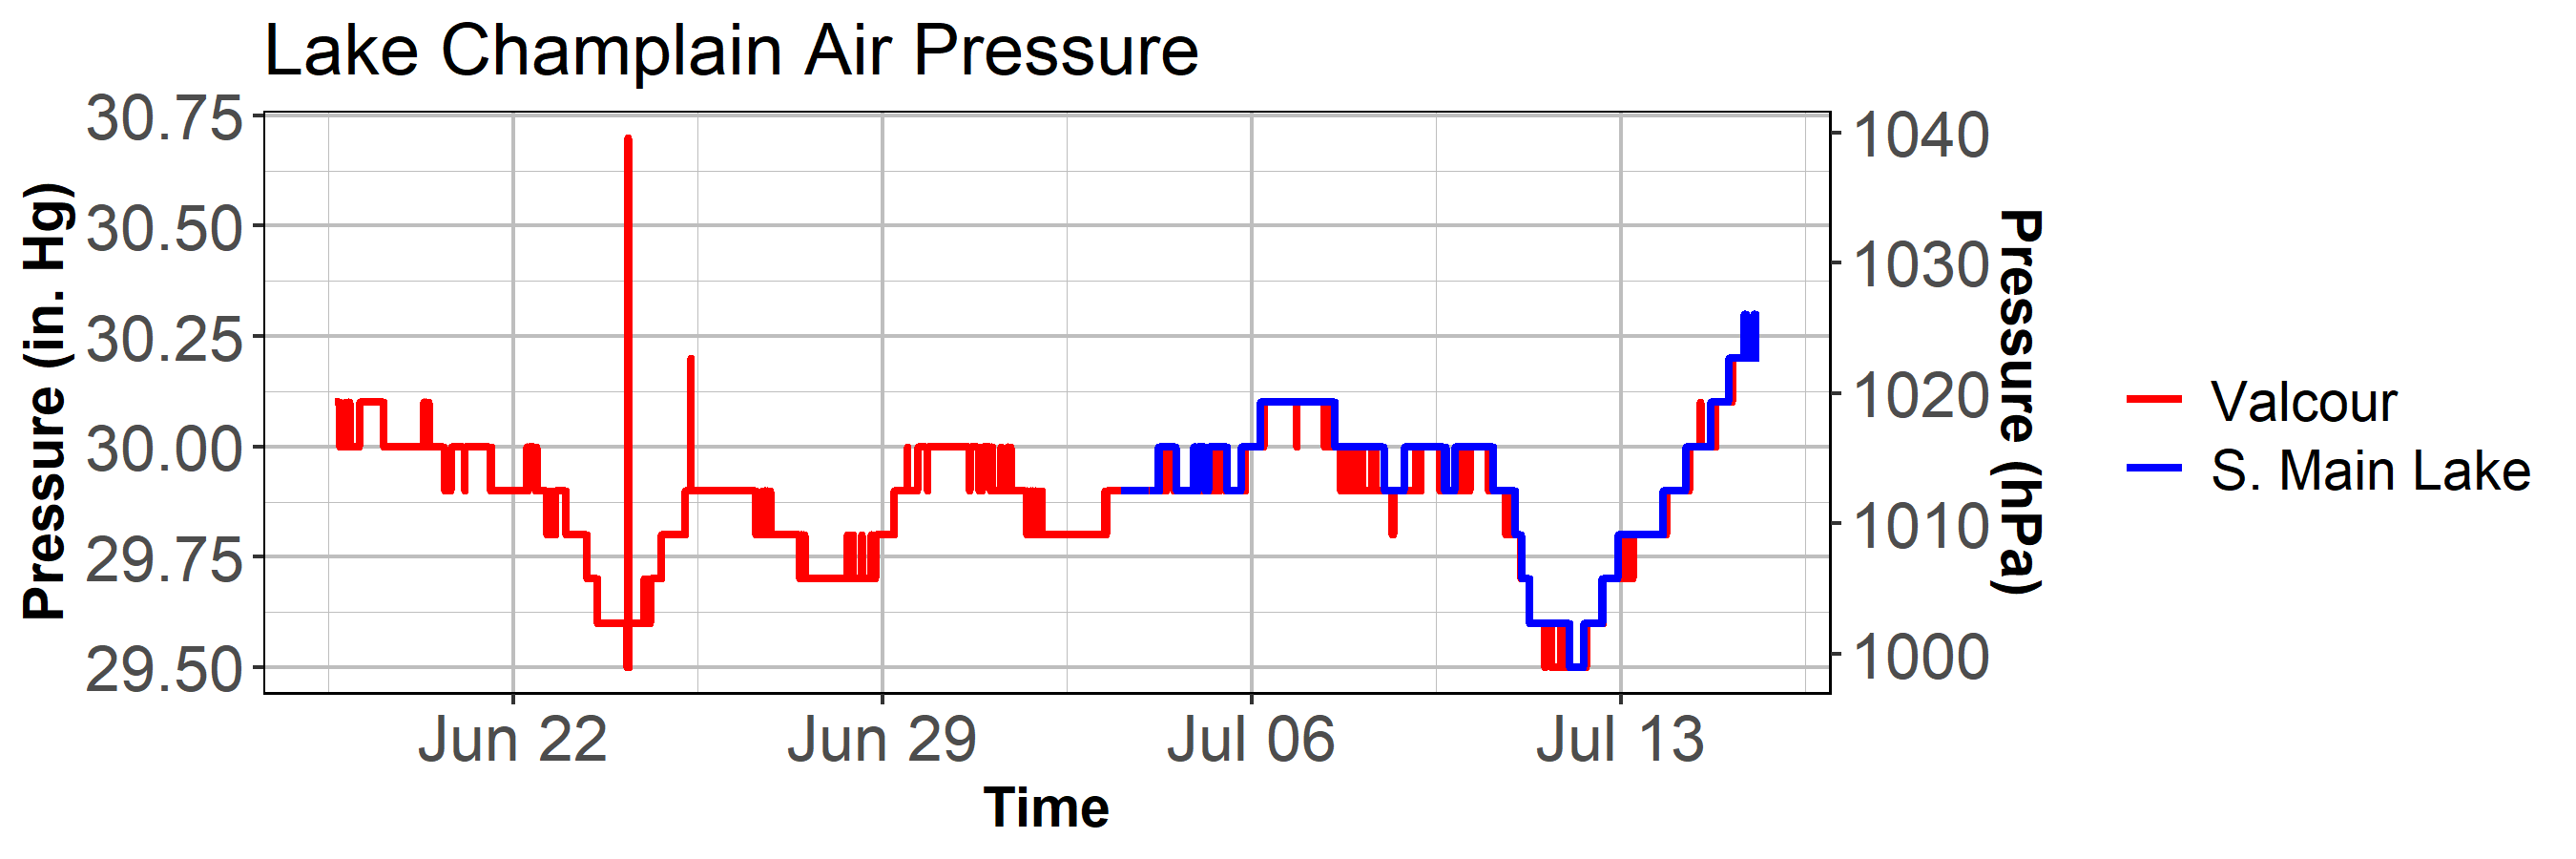 Lake Champlain Air Pressure
Pressure (in. Hg)
30.75
30.50
30.25
30.00
29.75
29.50
1040
1030
1020
1010
1000
Pressure (hPa)
Jun 22
Jun 29
Jul 06
Jul 13
Time
Valcour
S. Main Lake